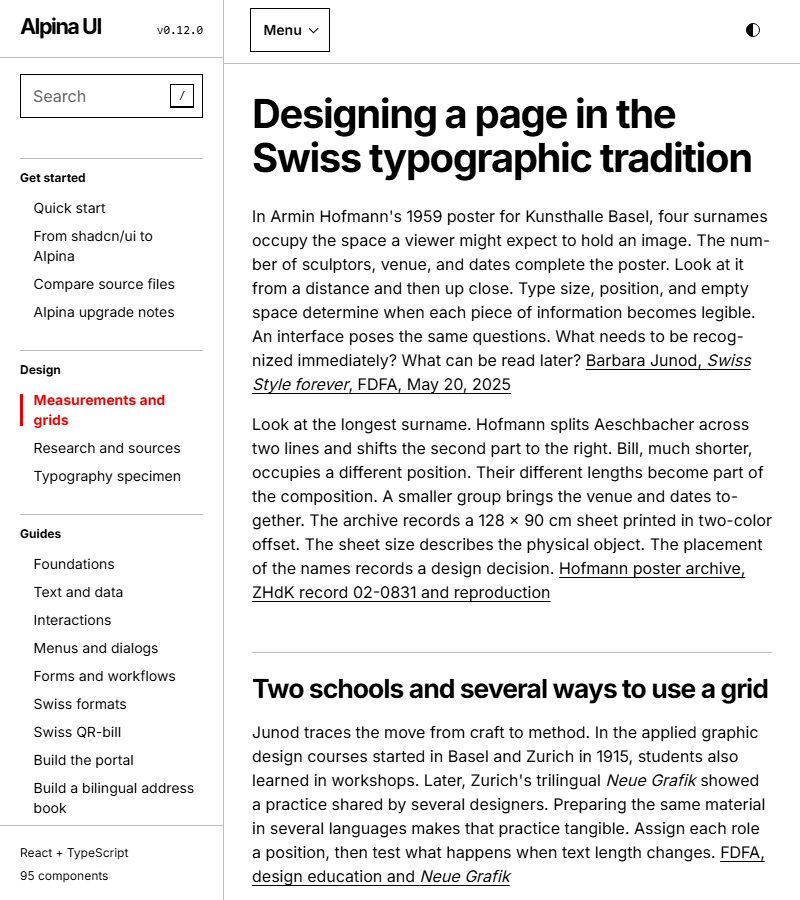 Alpina UI
v0.12.0
Search
/
Get started
Quick start
From shadcn/ui to
Alpina
Compare source files
Alpina upgrade notes
Design
Measurements and
grids
Research and sources
Typography specimen
Guides
Foundations
Text and data
Interactions
Menus and dialogs
Forms and workflows
Swiss formats
Swiss QR-bill
Build the portal
Build a bilingual address
book
React + TypeScript
95 components
Menu
Designing a page in the
Swiss typographic tradition
In Armin Hofmann's 1959 poster for Kunsthalle Basel, four surnames
occupy the space a viewer might expect to hold an image. The num-
ber of sculptors, venue, and dates complete the poster. Look at it
from a distance and then up close. Type size, position, and empty
space determine when each piece of information becomes legible.
An interface poses the same questions. What needs to be recog-
nized immediately? What can be read later? Barbara Junod, Swiss
Style forever, FDFA, May 20, 2025
Look at the longest surname. Hofmann splits Aeschbacher across
two lines and shifts the second part to the right. Bill, much shorter,
occupies a different position. Their different lengths become part of
the composition. A smaller group brings the venue and dates to-
gether. The archive records a 128 × 90 cm sheet printed in two-color
offset. The sheet size describes the physical object. The placement
of the names records a design decision. Hofmann poster archive,
ZHdK record 02-0831 and reproduction
Two schools and several ways to use a grid
Junod traces the move from craft to method. In the applied graphic
design courses started in Basel and Zurich in 1915, students also
learned in workshops. Later, Zurich's trilingual Neue Grafik showed
a practice shared by several designers. Preparing the same material
in several languages makes that practice tangible. Assign each role
a position, then test what happens when text length changes. FDFA,
design education and Neue Grafik